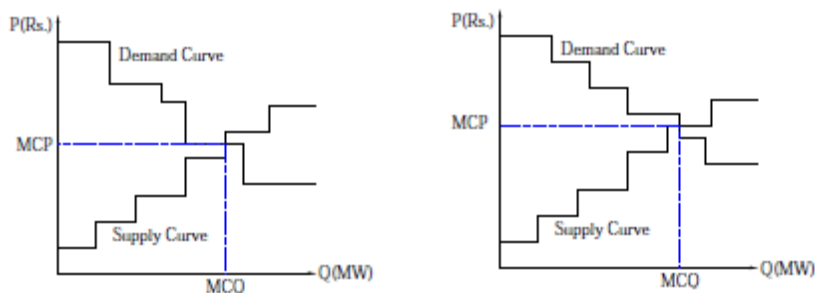 P(Rs.)
Demand Curve
MCP
Supply Curve
Q(MW)
MCQ
P(Rs.)
Demand Curve
MCP
Supply Curve
Q(MW)
MCQ